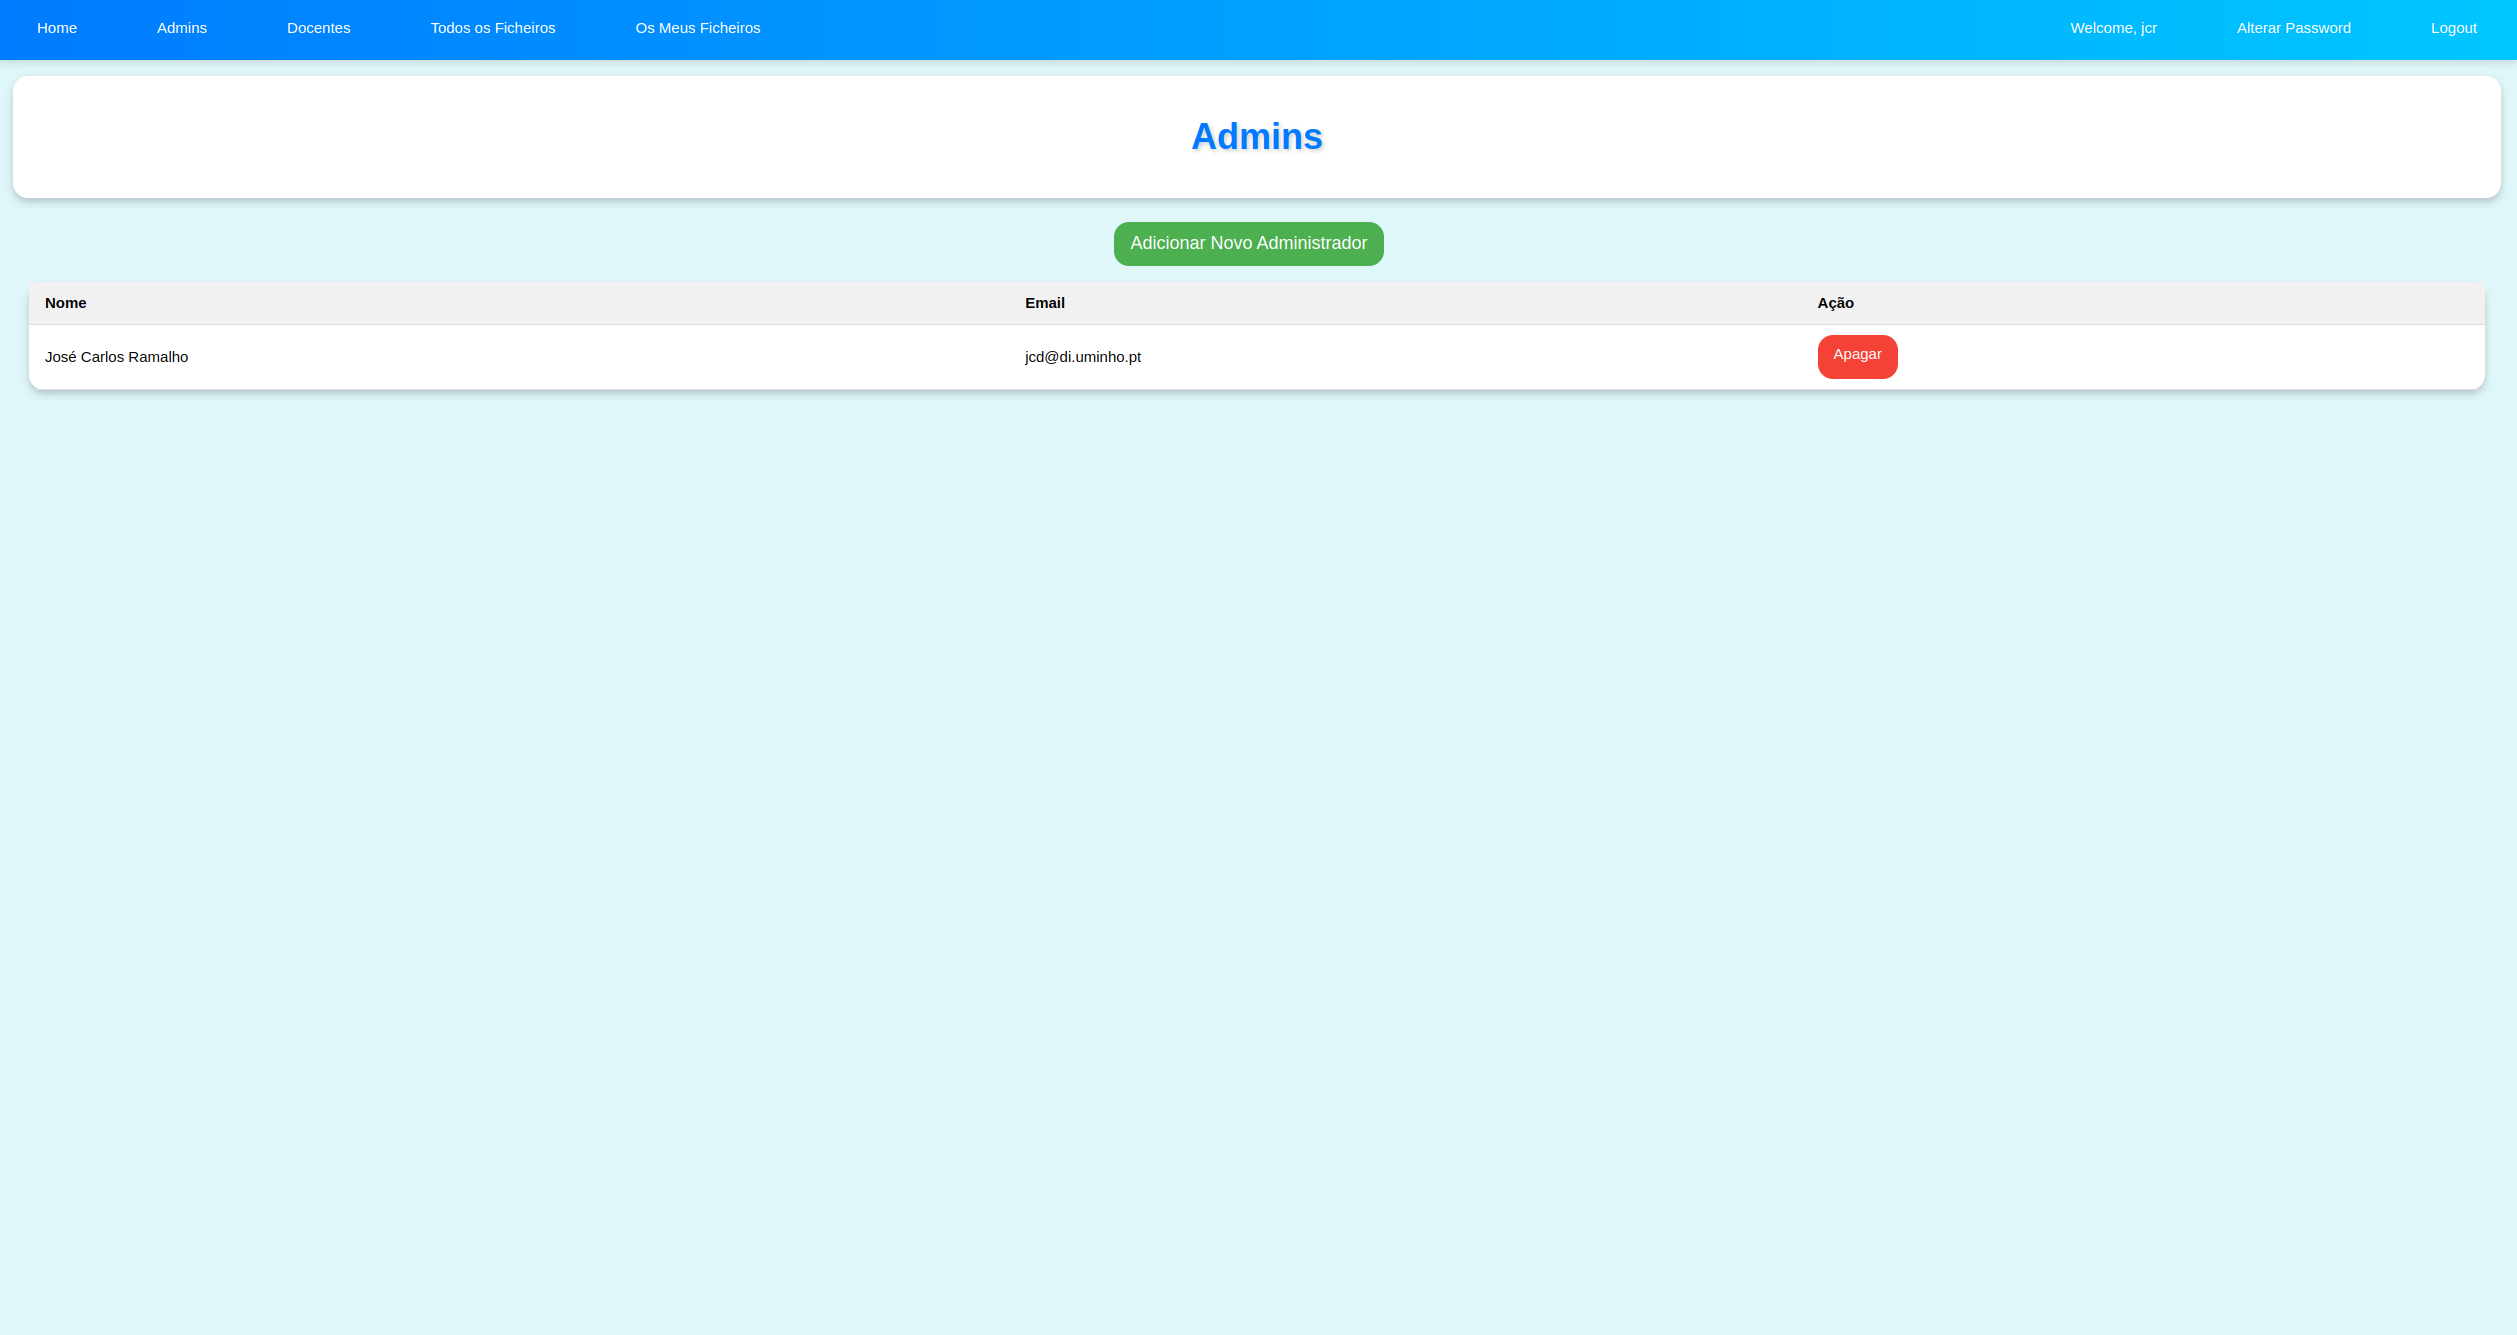 Home Admins Docentes Todos os Ficheiros Os Meus Ficheiros Welcome, jcr Alterar Password Logout
Admins
Adicionar Novo Administrador
Nome Email Ação
José Carlos Ramalho jcd@di.uminho.pt Apagar